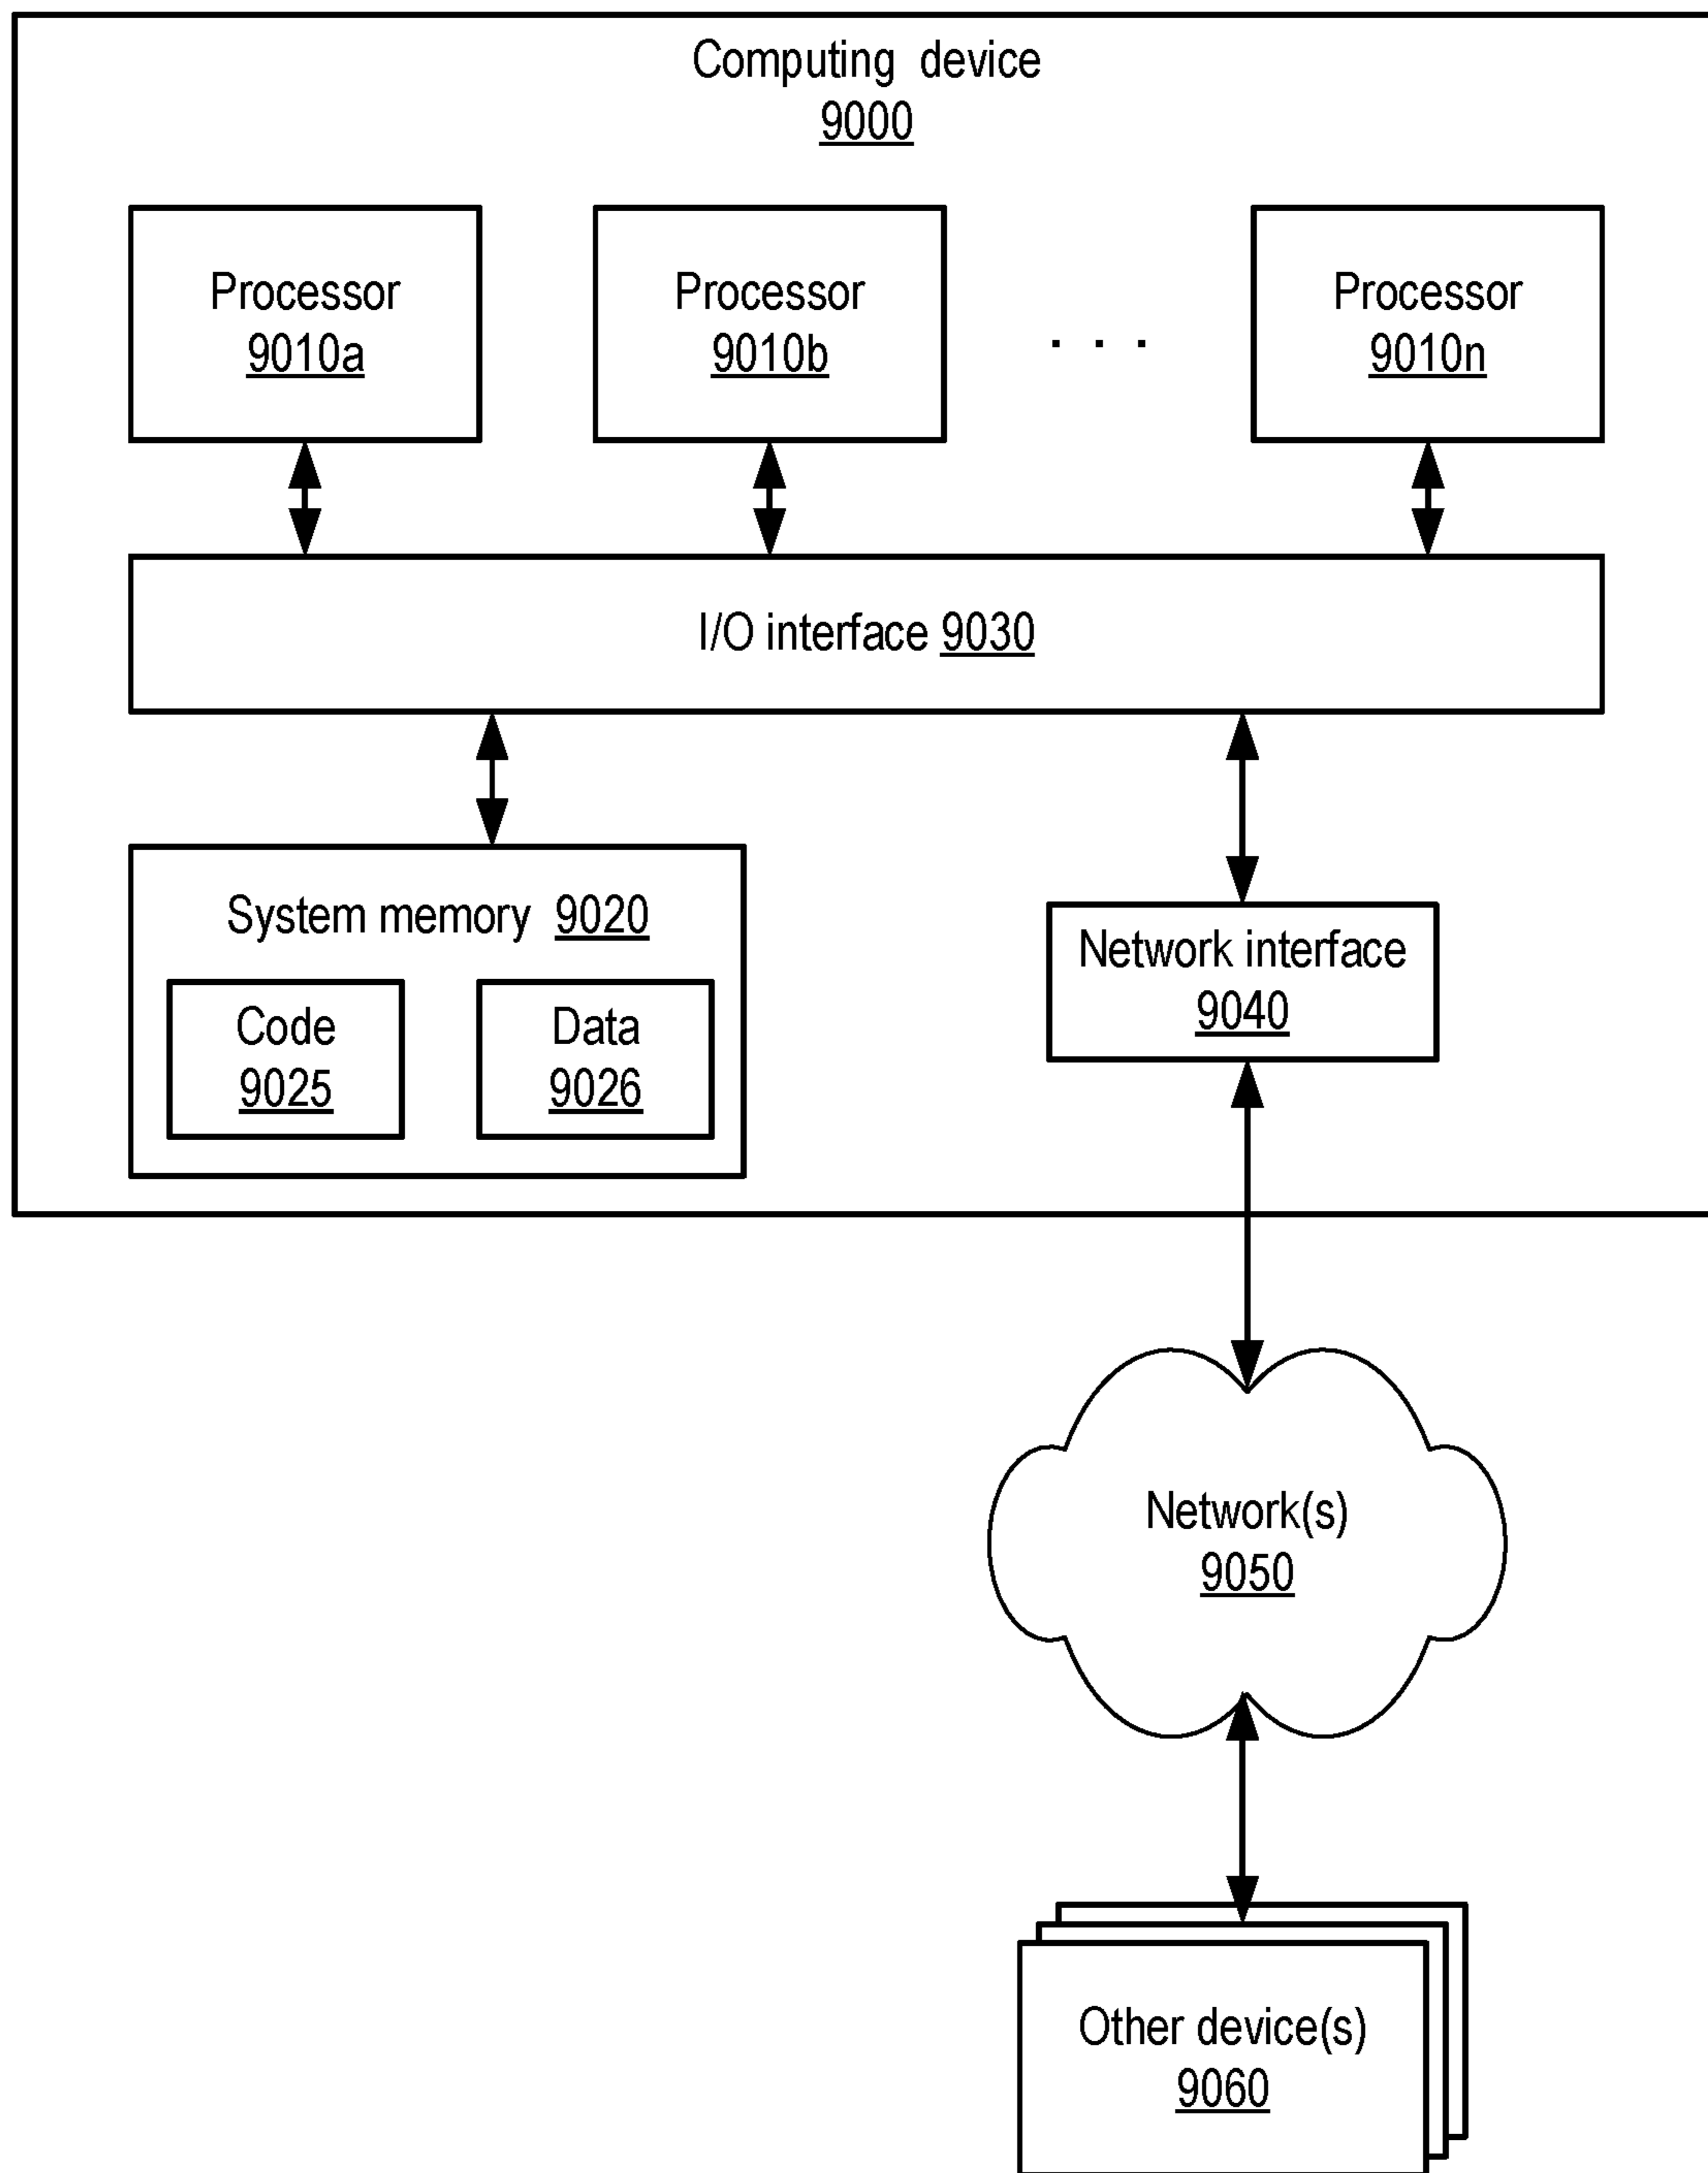 Computing device
9000
Processor
9010a
Processor
9010b
. . .
Processor
9010n
I/O interface 9030
System memory 9020
Code
9025
Data
9026
Network interface
9040
Network(s)
9050
Other device(s)
9060